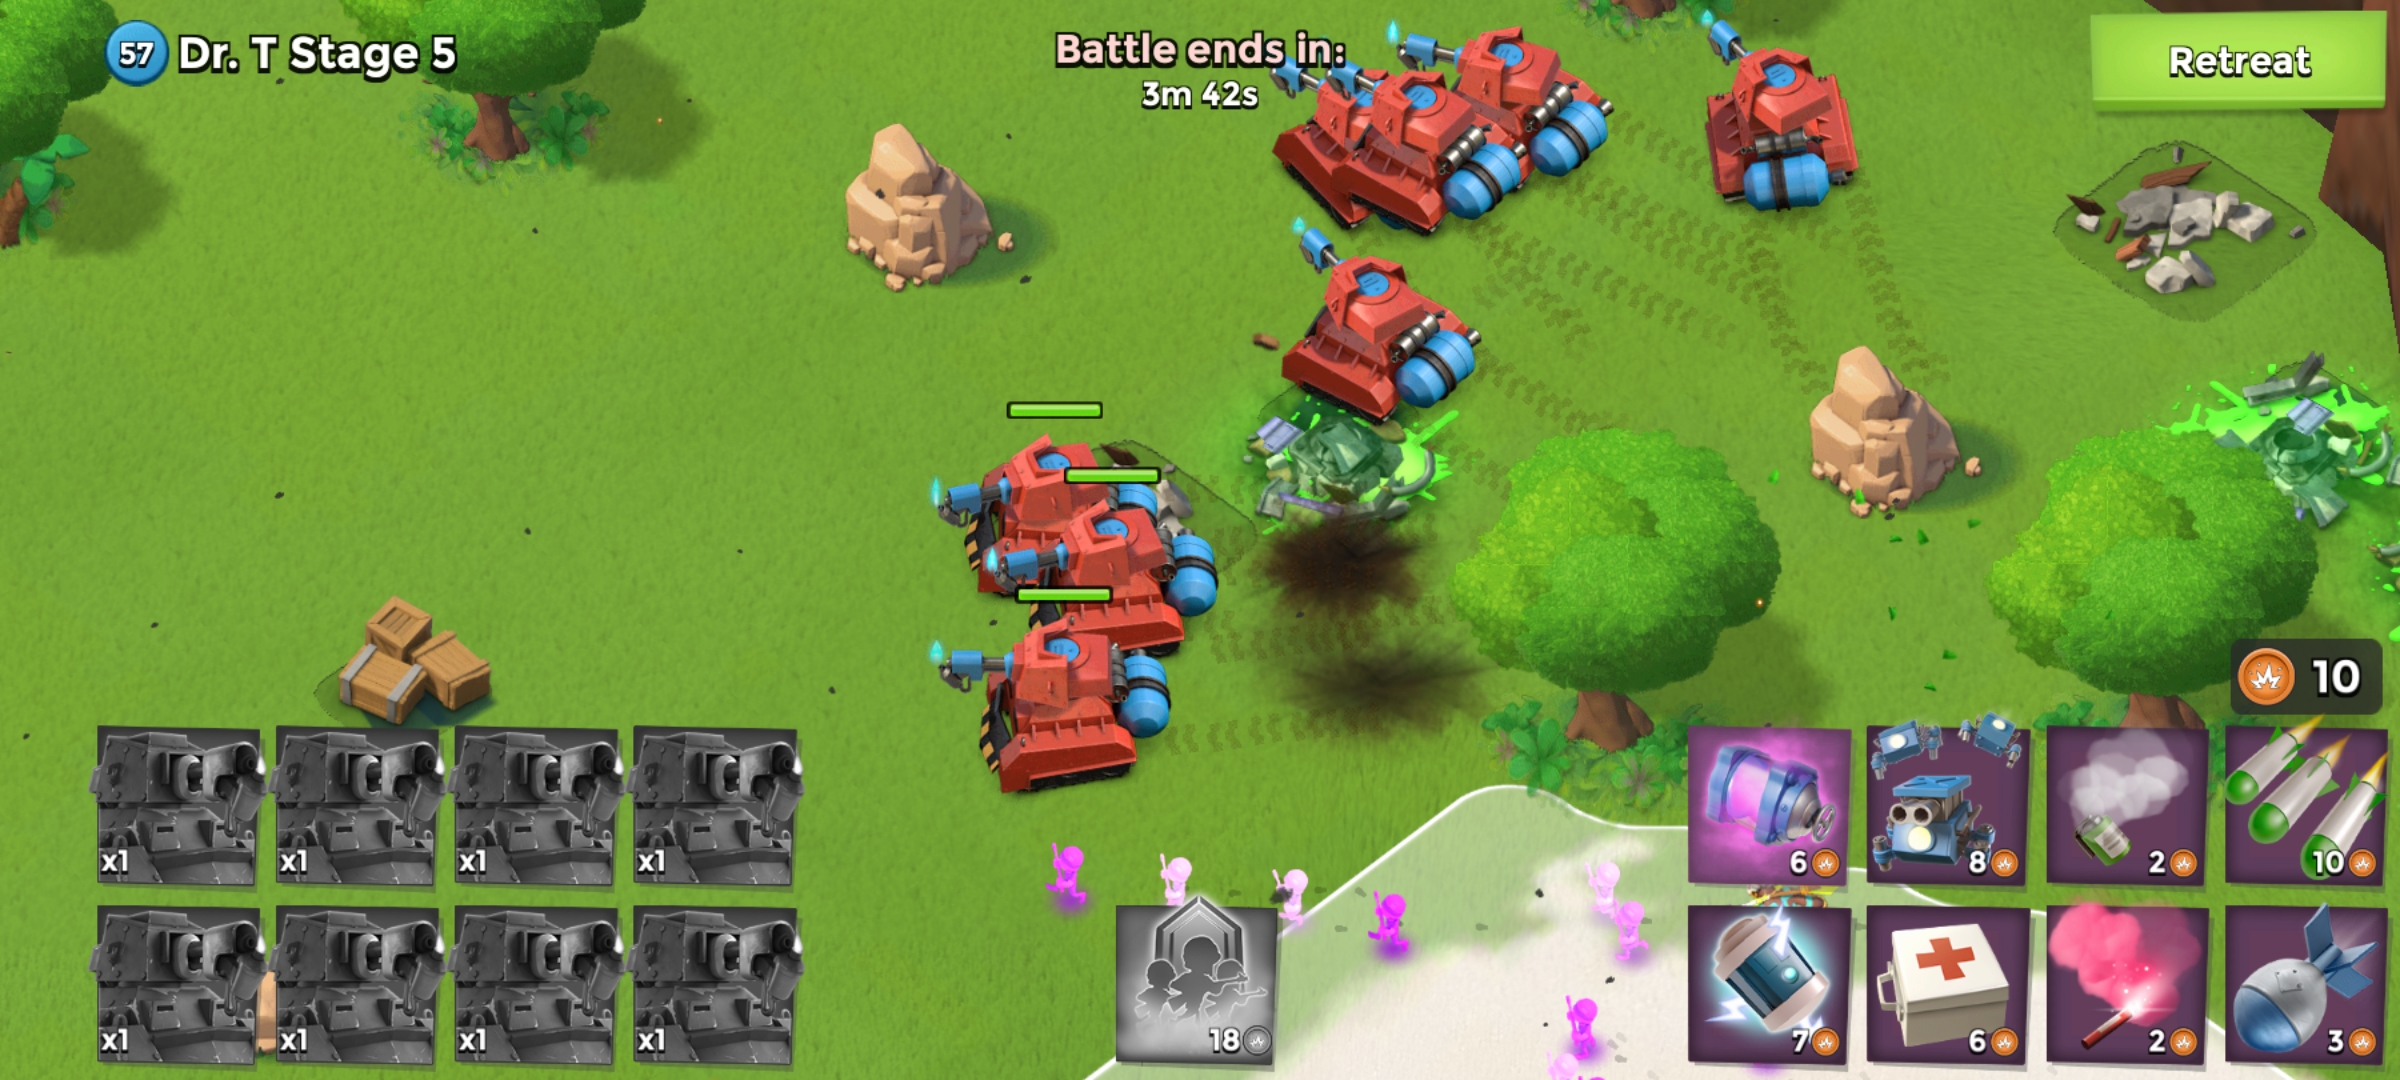 57 Dr. T Stage 5
Battle ends in:
3m 42s
Retreat
10
x1 x1 x1 x1
6 8 2 10
x1 x1 x1 x1
18
7 6 2 3